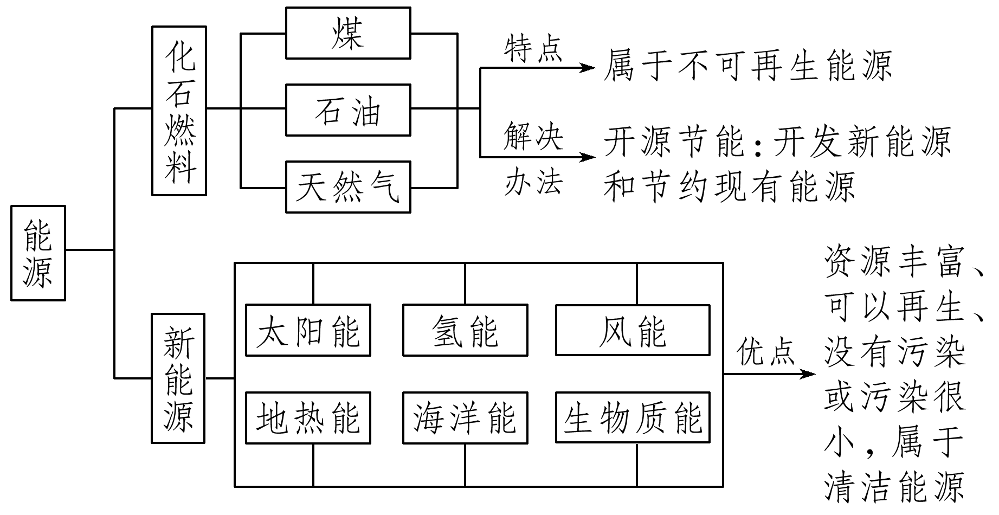 能源
化石燃料
煤
石油
天然气
特点
属于不可再生能源
解决
办法
开源节能:开发新能源
和节约现有能源
新能源
太阳能
氢能
风能
地热能
海洋能
生物质能
优点
资源丰富、
可以再生、
没有污染
或污染很
小,属于
清洁能源